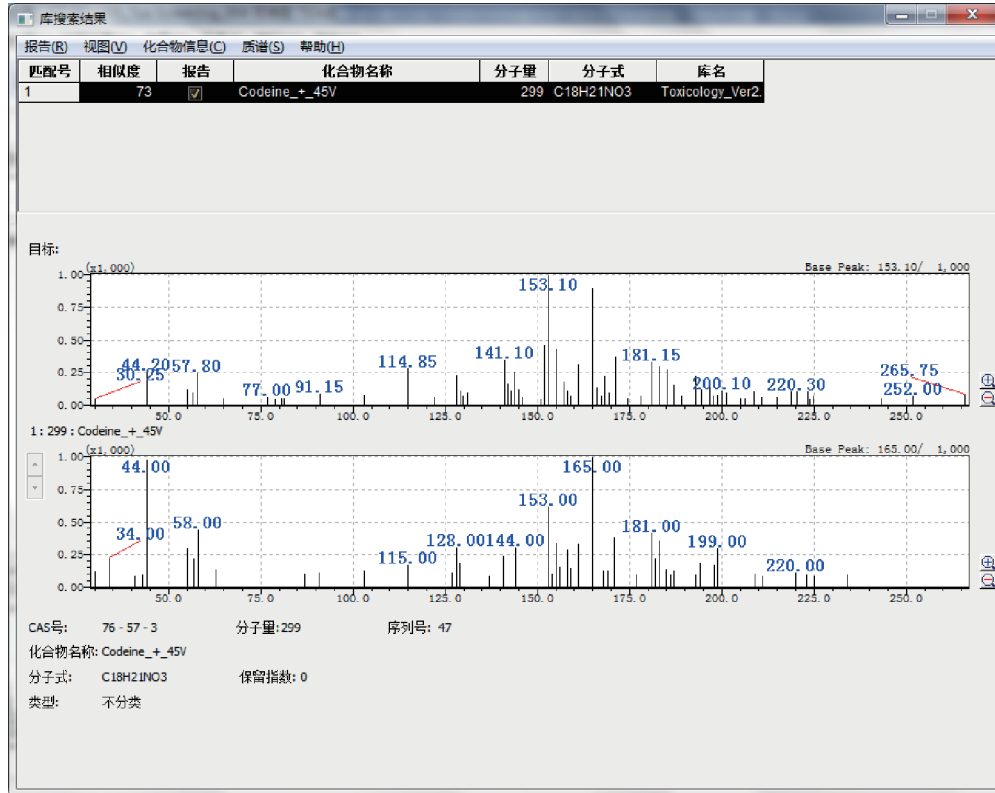 库搜索结果
报告(R) 视图(V) 化合物信息(C) 质谱(S) 帮助(H)
匹配号 相似度 报告 化合物名称 分子量 分子式 库名
1 73 Codeine_+_45V 299 C18H21NO3 Toxicology_Ver2.
目标:
(x1,000) Base Peak: 153.10/ 1,000
1.00
153.10
0.75
0.50
141.10
44.20 57.80 114.85 181.15 265.75
0.25
30.25 77.00 91.15 200.10 220.30 252.00
0.00
50.0 75.0 100.0 125.0 150.0 175.0 200.0 225.0 250.0
1:299:Codeine_+_45V
(x1,000) Base Peak: 165.00/ 1,000
1.00
44.00 165.00
0.75
153.00
0.50
34.00 58.00 128.00 144.00 181.00 199.00
0.25
115.00 220.00
0.00
50.0 75.0 100.0 125.0 150.0 175.0 200.0 225.0 250.0
CAS号: 76 - 57 - 3 分子量:299 序列号: 47
化合物名称: Codeine_+_45V
分子式: C18H21NO3 保留指数: 0
类型: 不分类